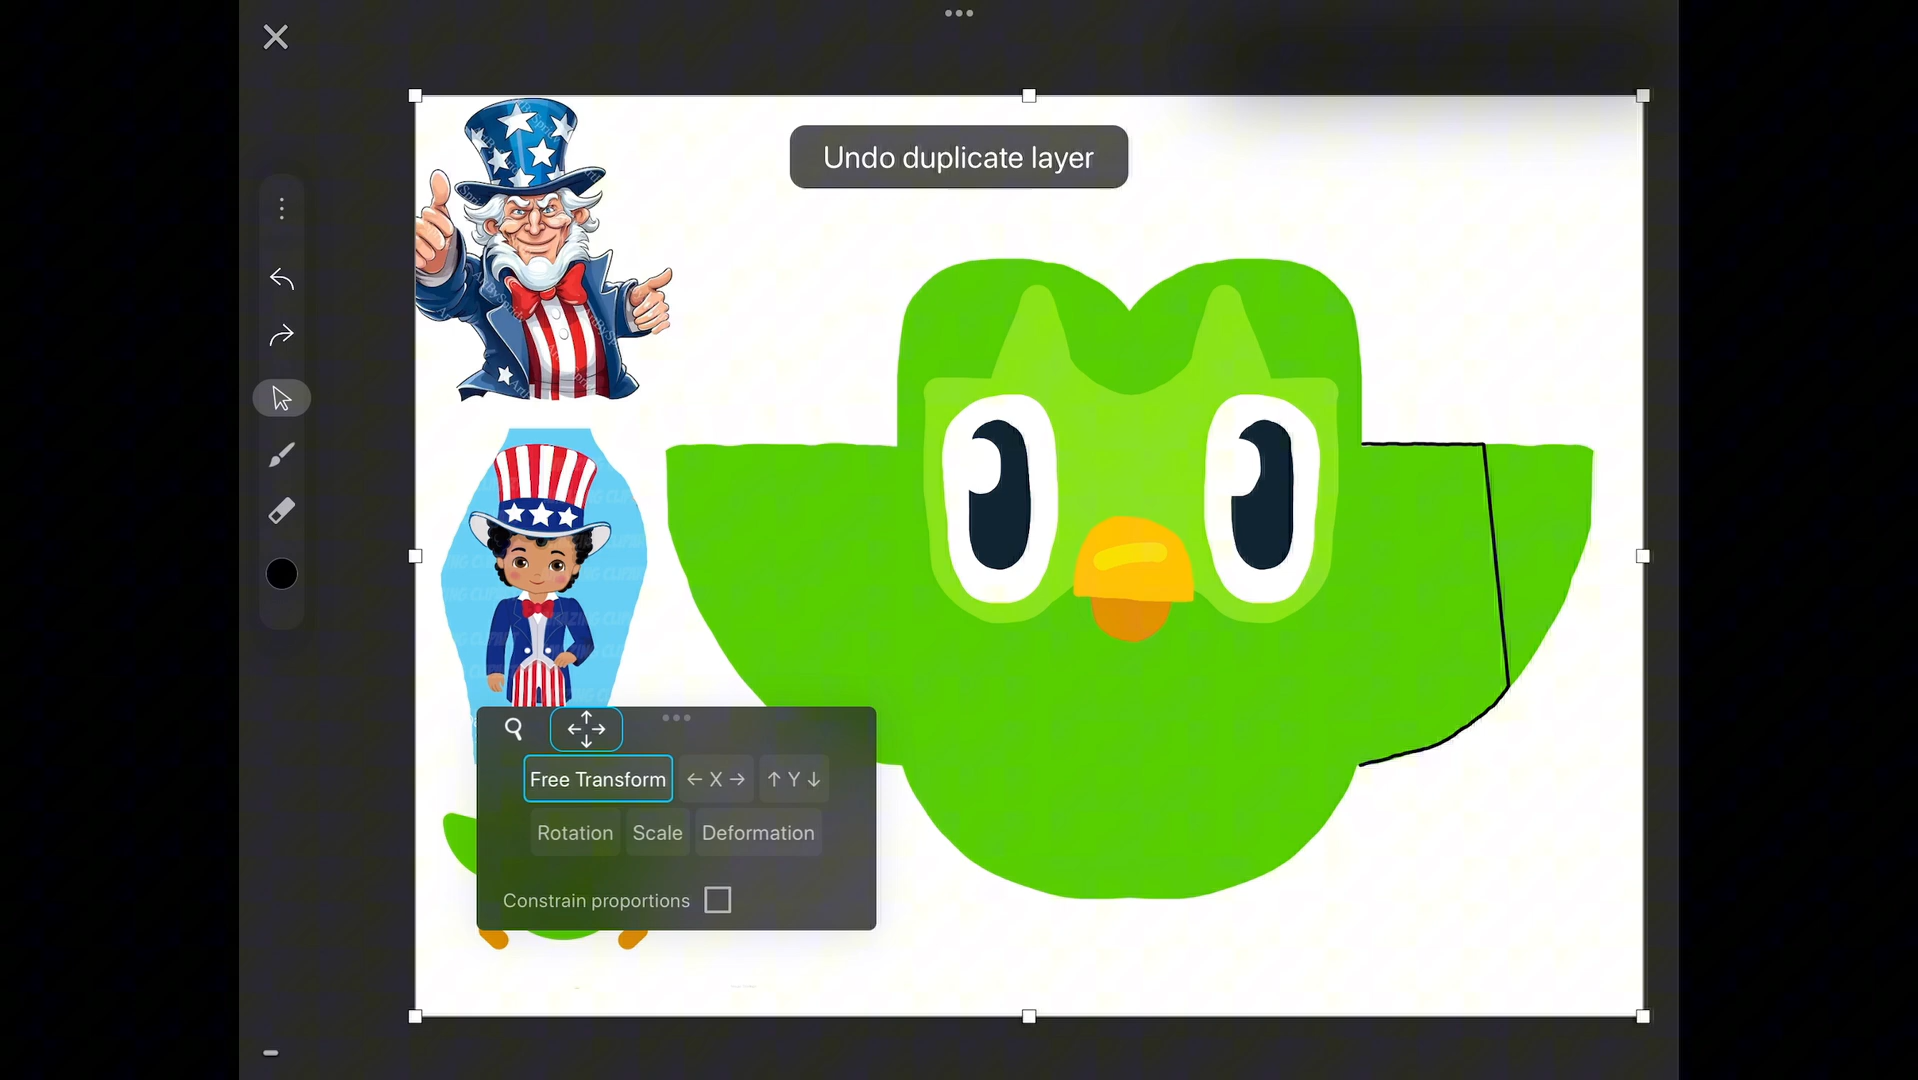 Undo duplicate layer
Free Transform
X
Y
Rotation
Scale
Deformation
Constrain proportions